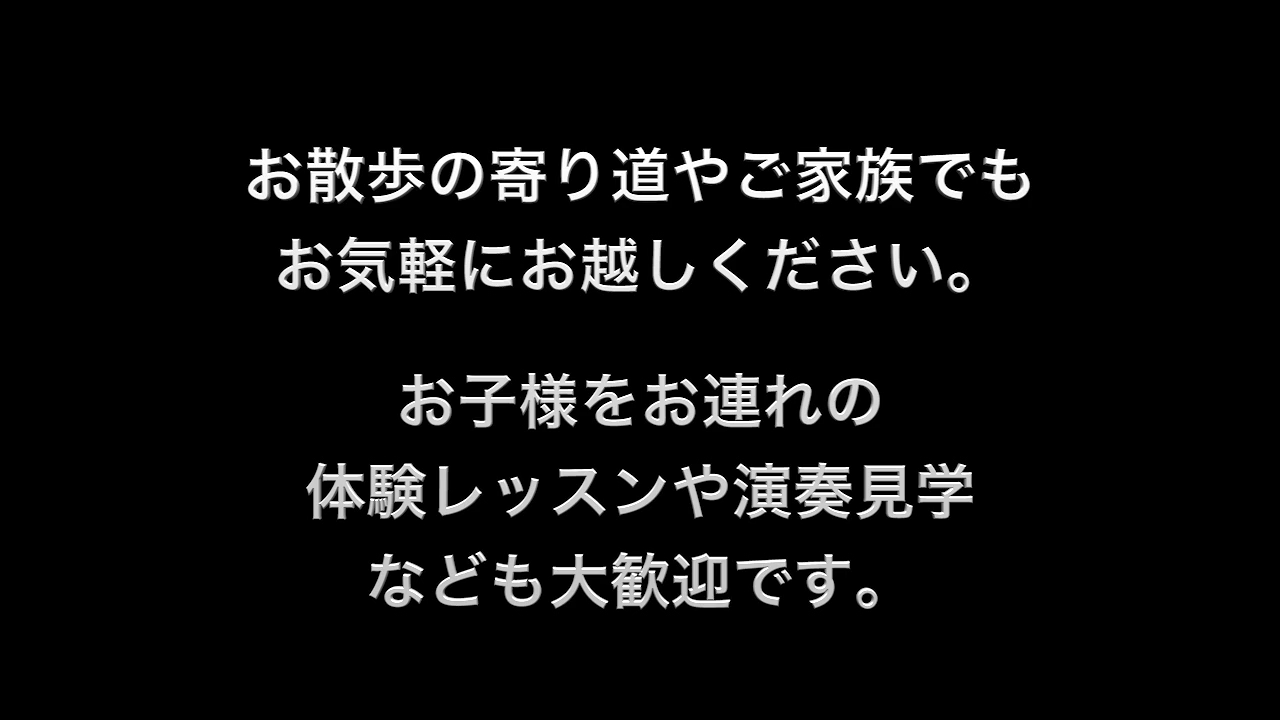 お散歩の寄り道やご家族でも
お気軽にお越しください。
お子様をお連れの
体験レッスンや演奏見学
なども大歓迎です。